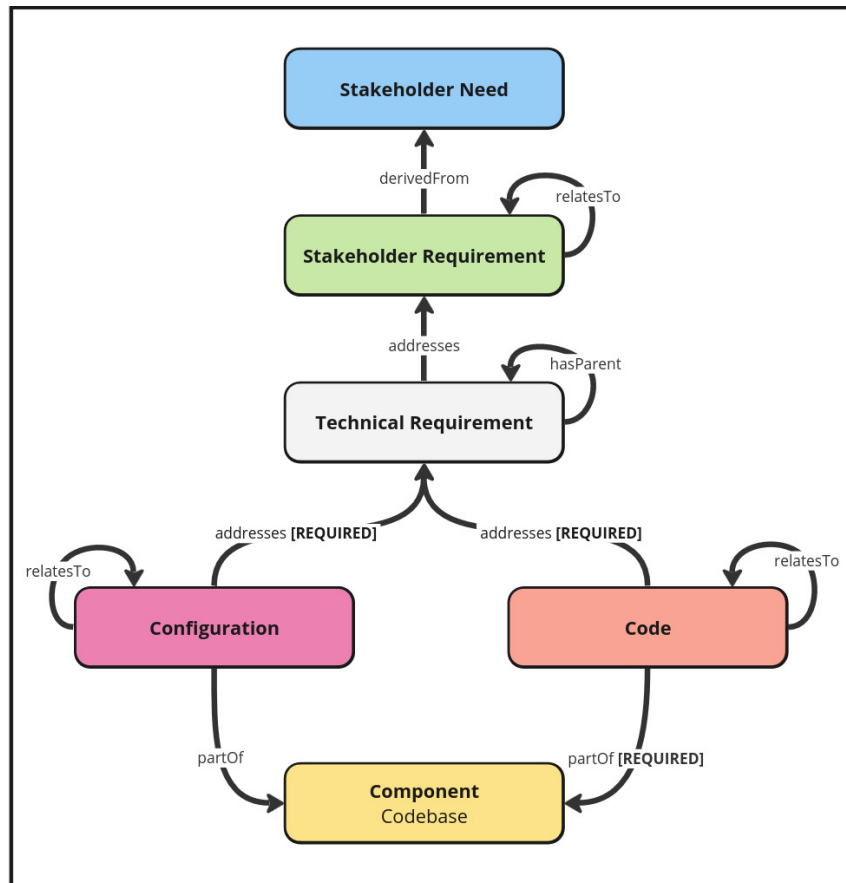 Stakeholder Need
derivedFrom
relatesTo
Stakeholder Requirement
addresses
hasParent
Technical Requirement
addresses [REQUIRED]
addresses [REQUIRED]
relatesTo
relatesTo
Configuration
Code
partOf
partOf [REQUIRED]
Component
Codebase